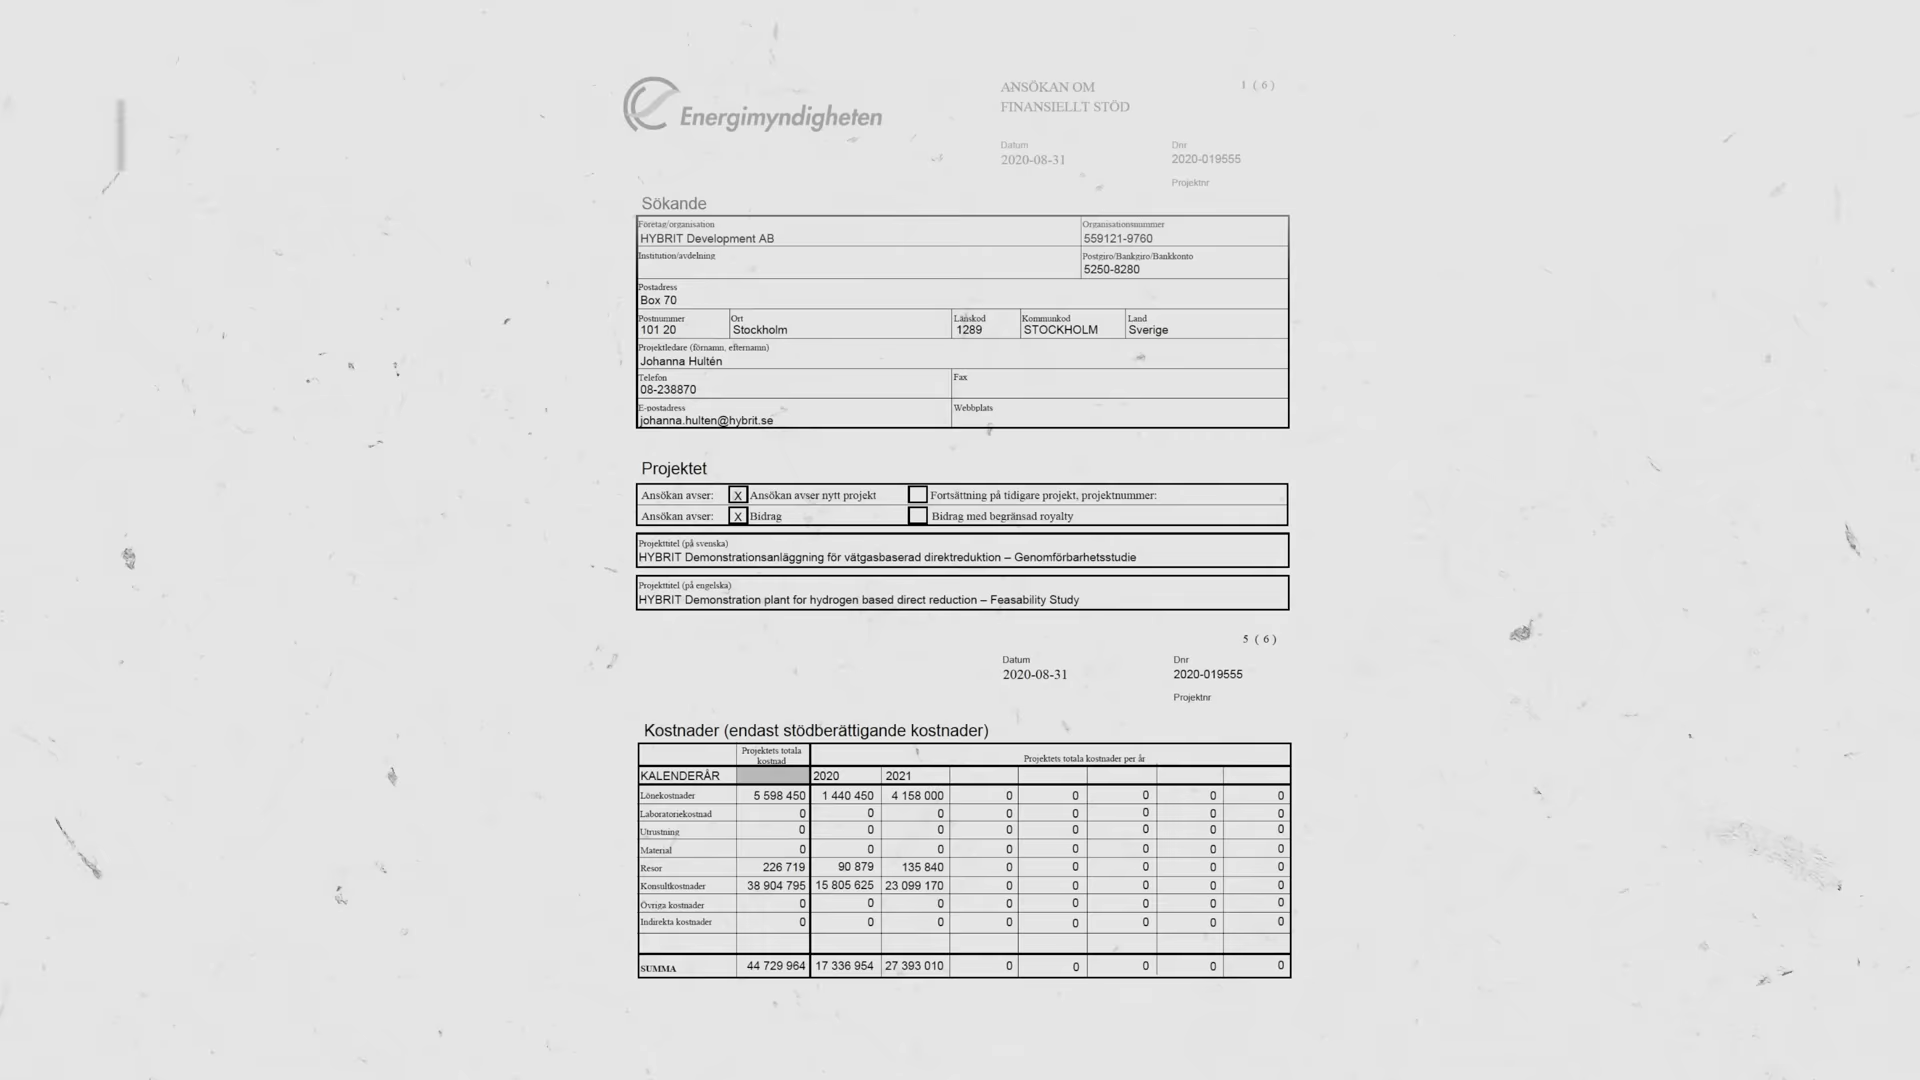 Energimyndigheten
ANSÖKAN OM
FINANSIELLT STÖD
1 ( 6 )
Datum
2020-08-31
Dnr
2020-019555
Projektnr
Sökande
Företag/organisation
HYBRIT Development AB
Organisationsnummer
559121-9760
Institution/avdelning
Postgiro/Bankgiro/Bankkonto
5250-8280
Postadress
Box 70
Postnummer Ort Länskod Kommunkod Land
101 20 Stockholm 1289 STOCKHOLM Sverige
Projektledare (förnamn, efternamn)
Johanna Hultén
Telefon Fax
08-238870
E-postadress Webbplats
johanna.hulten@hybrit.se
Projektet
Ansökan avser: X Ansökan avser nytt projekt Fortsättning på tidigare projekt, projektnummer:
Ansökan avser: X Bidrag Bidrag med begränsad royalty
Projekttitel (på svenska)
HYBRIT Demonstrationsanläggning för vätgasbaserad direktreduktion – Genomförbarhetsstudie
Projekttitel (på engelska)
HYBRIT Demonstration plant for hydrogen based direct reduction – Feasability Study
5 ( 6 )
Datum
2020-08-31
Dnr
2020-019555
Projektnr
Kostnader (endast stödberättigande kostnader)
Projektets totala
kostnad
Projektets totala kostnader per år
KALENDERÅR 2020 2021
Lönekostnader 5 598 450 1 440 450 4 158 000 0 0 0 0 0
Laboratoriekostnad 0 0 0 0 0 0 0 0
Utrustning 0 0 0 0 0 0 0 0
Material 0 0 0 0 0 0 0 0
Resor 226 719 90 879 135 840 0 0 0 0 0
Konsultkostnader 38 904 795 15 805 625 23 099 170 0 0 0 0 0
Övriga kostnader 0 0 0 0 0 0 0 0
Indirekta kostnader 0 0 0 0 0 0 0 0
SUMMA 44 729 964 17 336 954 27 393 010 0 0 0 0 0